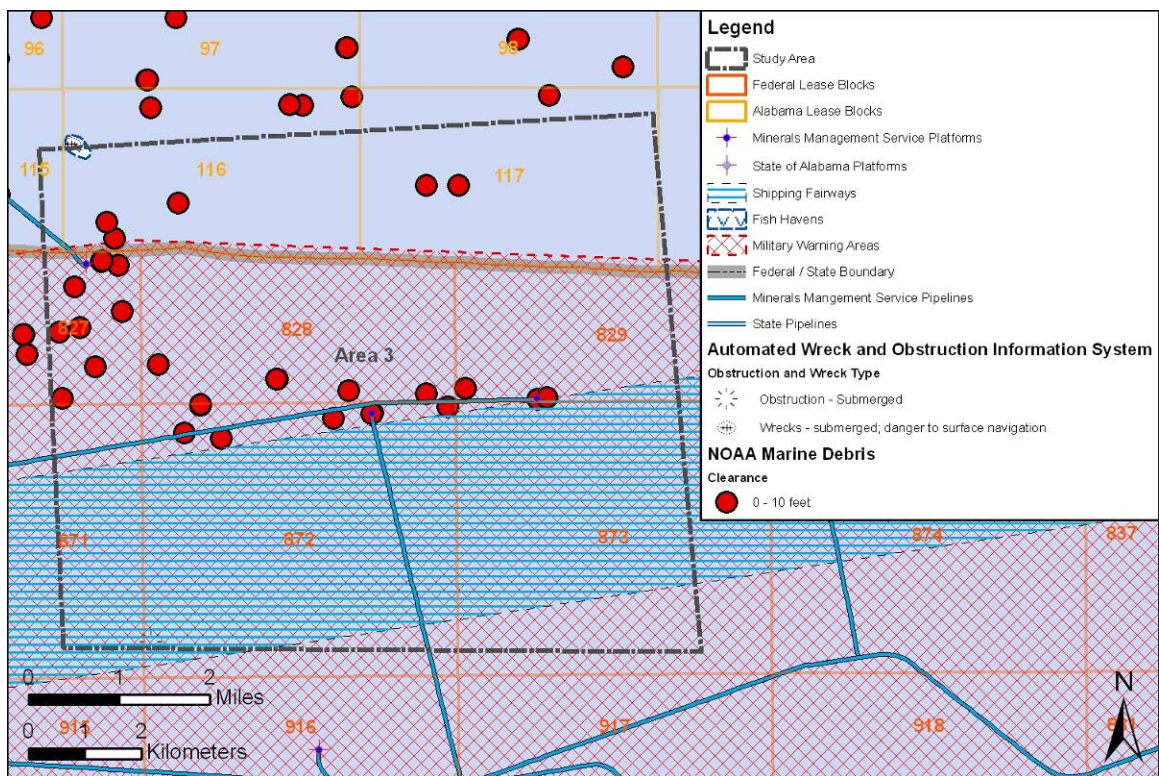 96
97
98
115
116
117
827
828
829
Area 3
871
872
873
874
837
916
917
918
0 1 2
Miles
0 1 2
Kilometers
N
Legend
Study Area
Federal Lease Blocks
Alabama Lease Blocks
Minerals Management Service Platforms
State of Alabama Platforms
Shipping Fairways
Fish Havens
Military Warning Areas
Federal / State Boundary
Minerals Mangement Service Pipelines
State Pipelines
Automated Wreck and Obstruction Information System
Obstruction and Wreck Type
Obstruction - Submerged
Wrecks - submerged; danger to surface navigation
NOAA Marine Debris
Clearance
0 - 10 feet